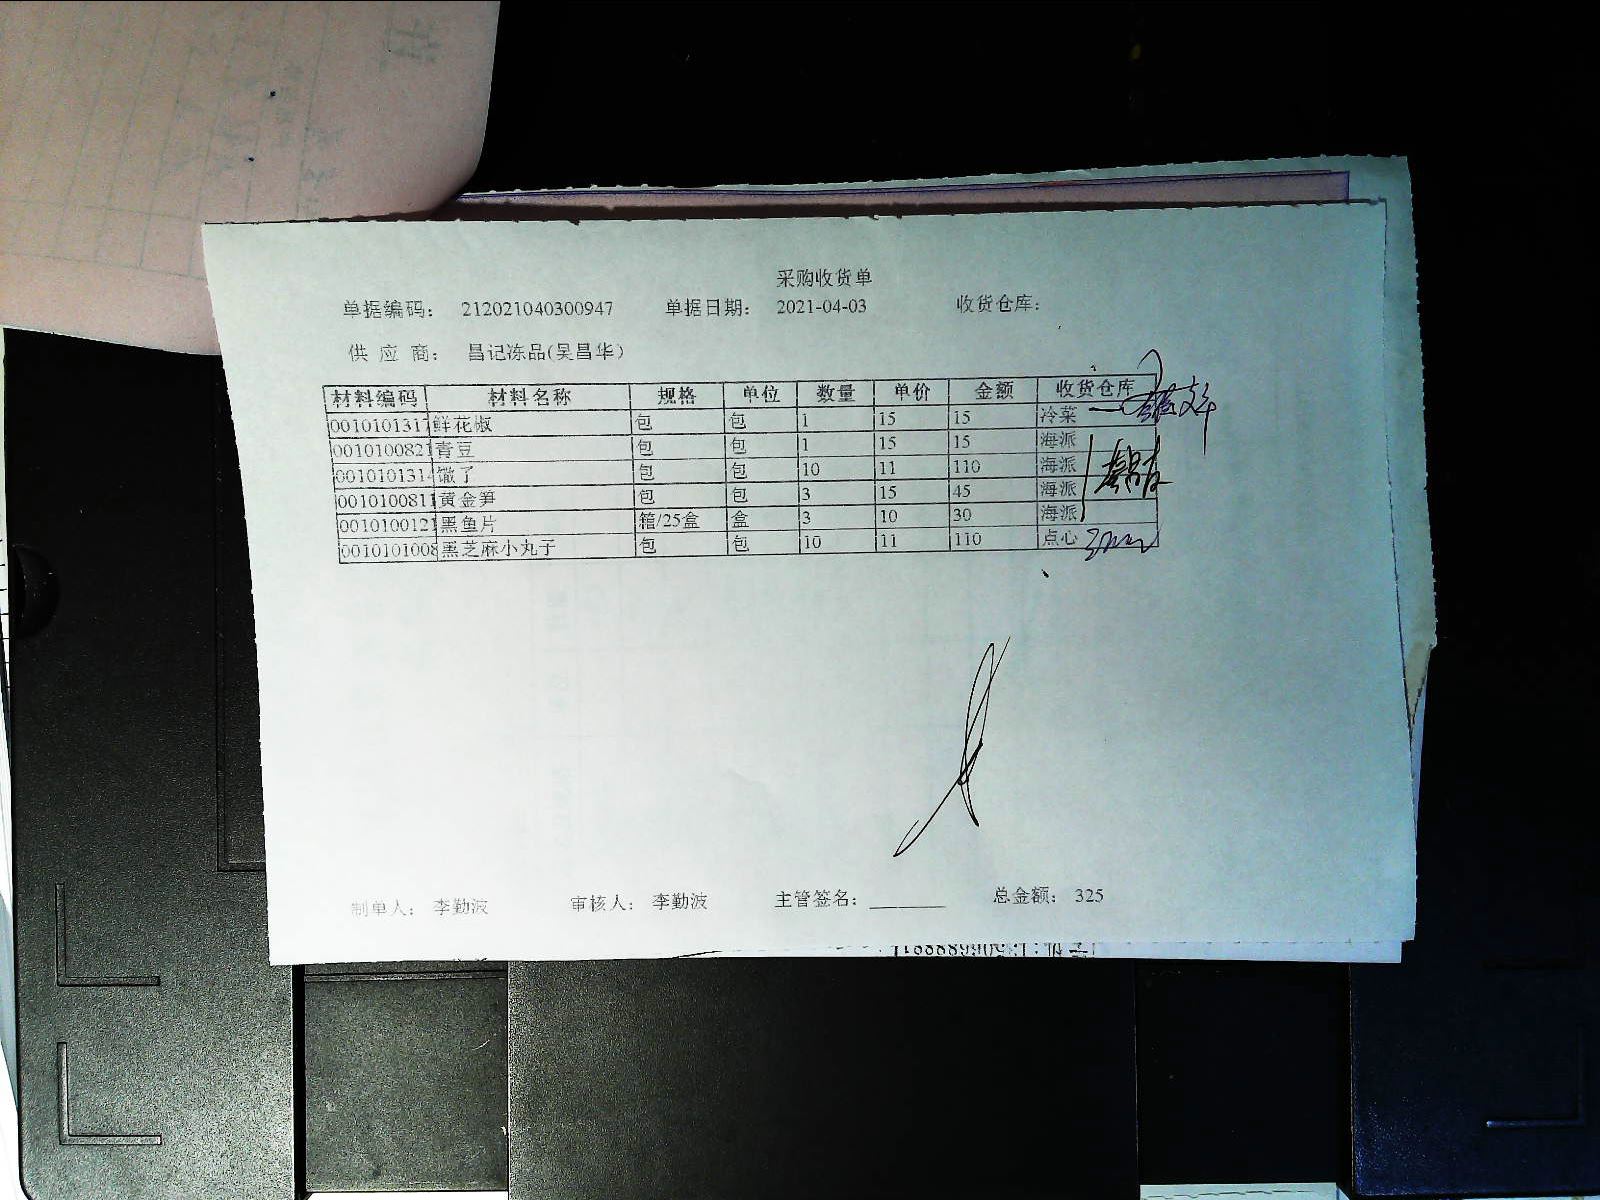 采购收货单
单据编码： 212021040300947 单据日期： 2021-04-03 收货仓库：
供 应 商： 昌记冻品(吴昌华)
材料编码 材料名称 规格 单位 数量 单价 金额 收货仓库
0010101317 鲜花椒 包 包 1 15 15 冷菜
0010100821 青豆 包 包 1 15 15 海派
001010131 馓了 包 包 10 11 110 海派
0010100811 黄金笋 包 包 3 15 45 海派
0010100121 黑鱼片 箱/25盒 盒 3 10 30 海派
0010101008 黑芝麻小丸子 包 包 10 11 110 点心
制单人： 李勤波 审核人： 李勤波 主管签名： 总金额： 325